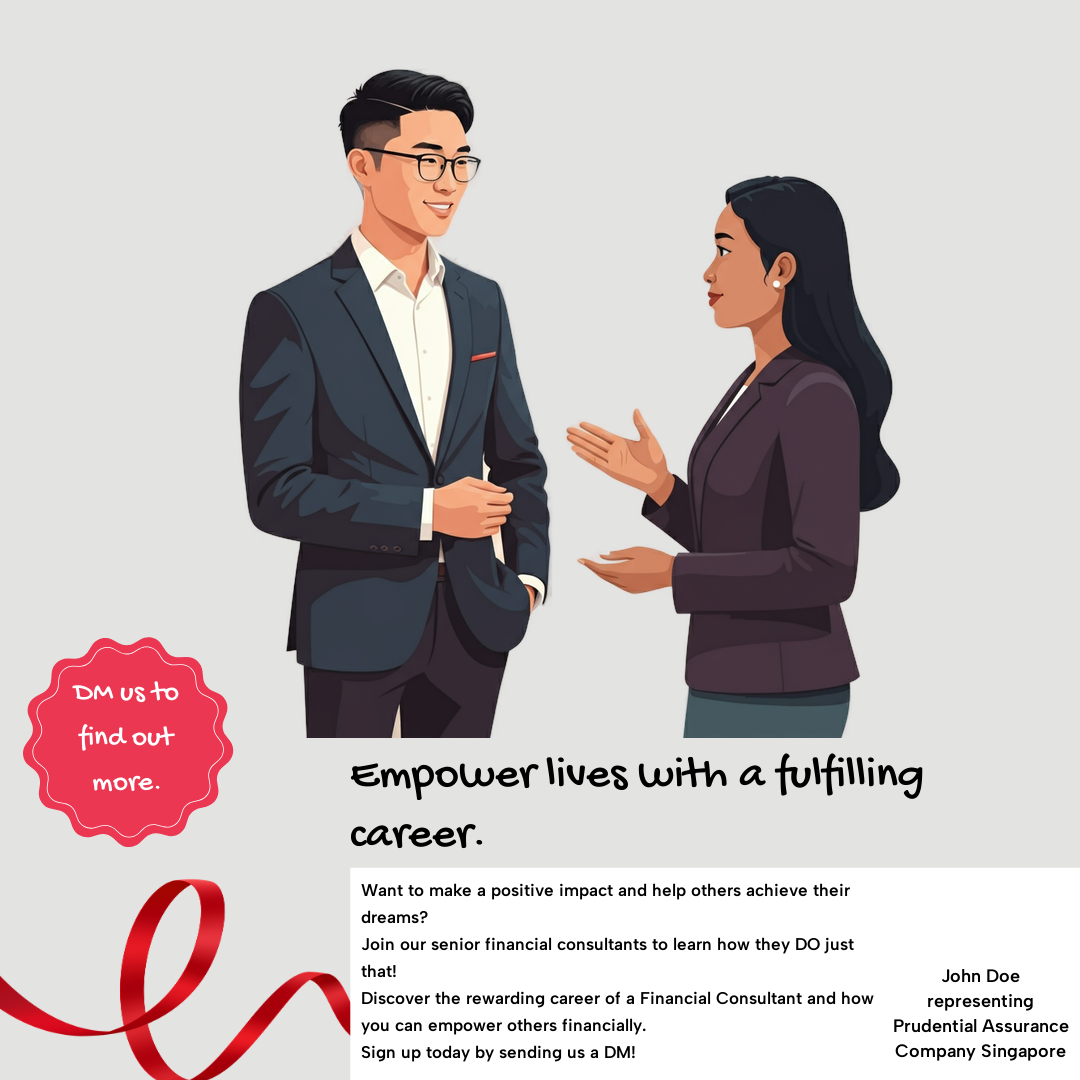 DM us to
find out
more.
Empower lives with a fulfilling
career.
Want to make a positive impact and help others achieve their
dreams?
Join our senior financial consultants to learn how they DO just
that!
Discover the rewarding career of a Financial Consultant and how
you can empower others financially.
Sign up today by sending us a DM!
John Doe
representing
Prudential Assurance
Company Singapore